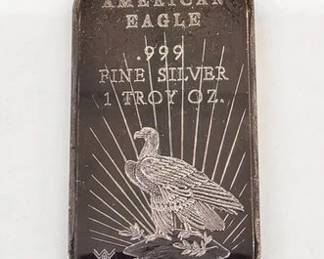 AMERICAN
EAGLE
.999
FINE SILVER
1 TROY OZ.